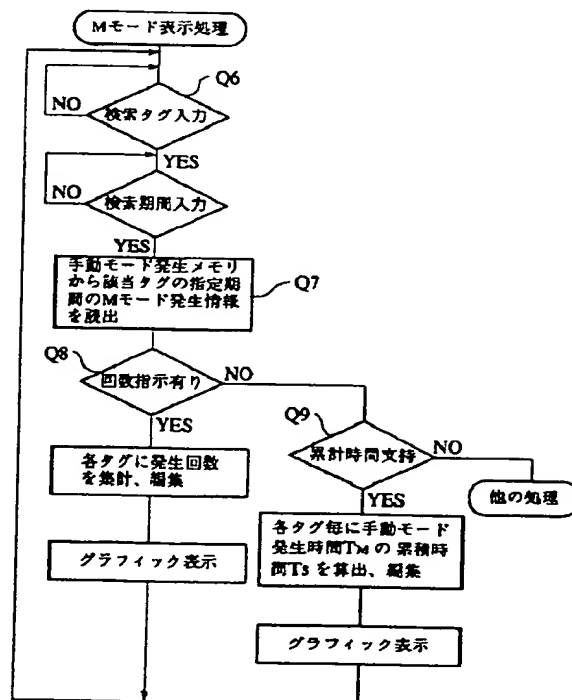 Mモード表示処理
Q6
NO
検索タグ入力
YES
NO
検索期間入力
YES
手動モード発生メモリ
から該当タグの指定期
間のMモード発生情報
を読出
Q7
Q8
回数指示有り
NO
YES
Q9
累計時間支持
NO
YES
他の処理
各タグに発生回数
を集計、編集
各タグ毎に手動モード
発生時間TMの累積時
間TSを算出、編集
グラフィック表示
グラフィック表示